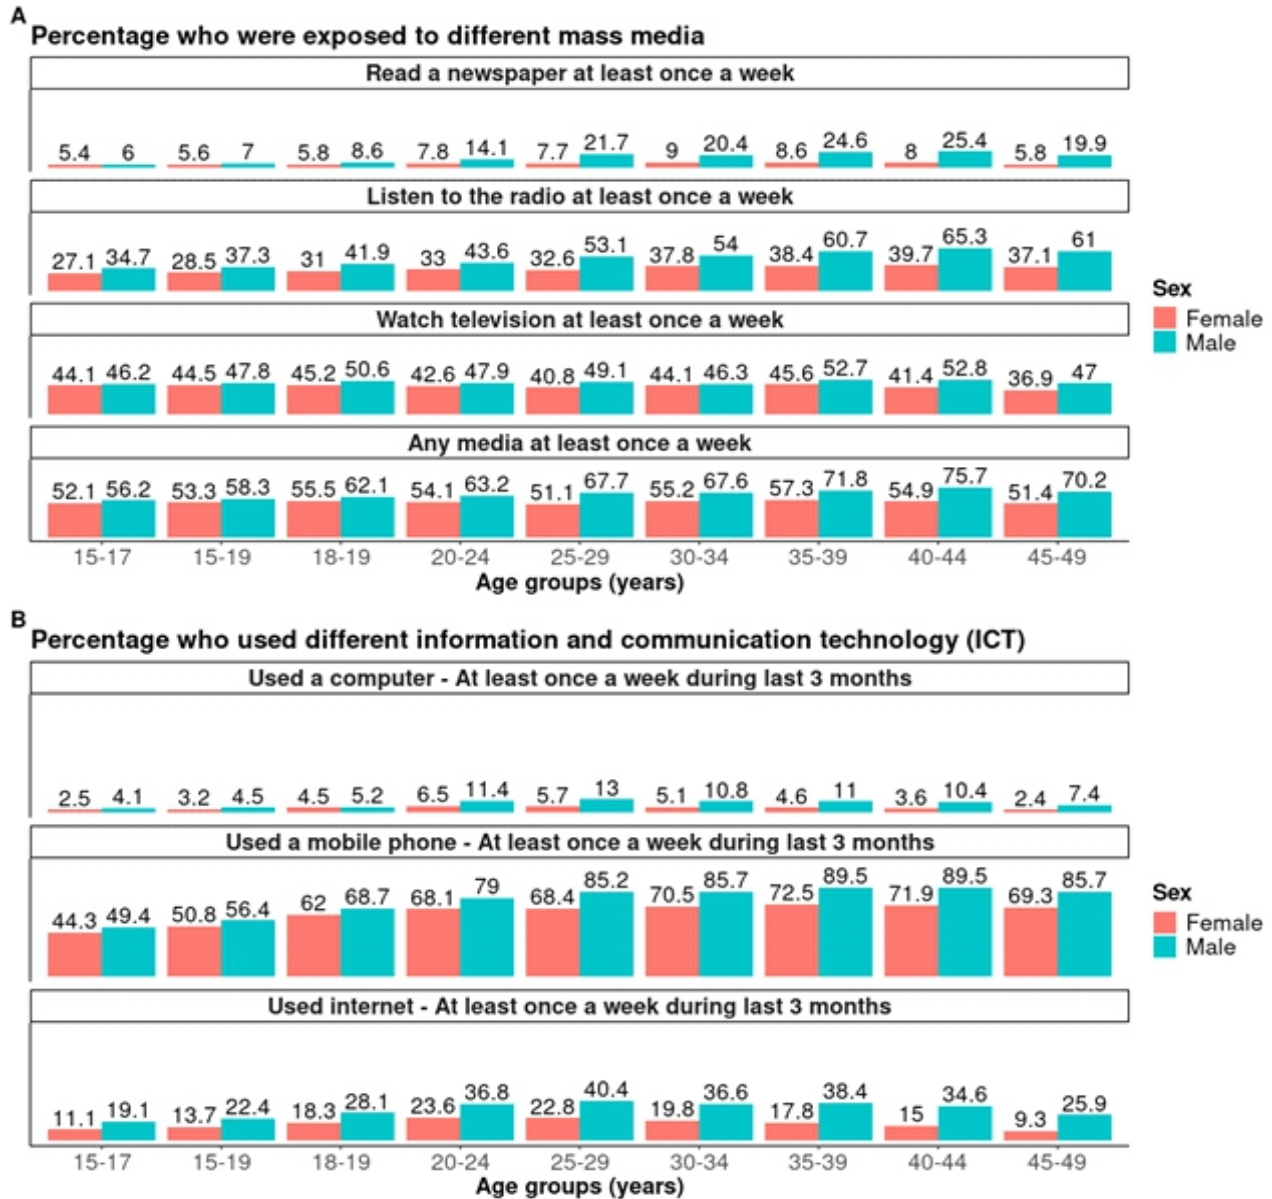 A
Percentage who were exposed to different mass media
Read a newspaper at least once a week
5.4 6 5.6 7 5.8 8.6 7.8 14.1 7.7 21.7 9 20.4 8.6 24.6 8 25.4 5.8 19.9
Listen to the radio at least once a week
27.1 34.7 28.5 37.3 31 41.9 33 43.6 32.6 53.1 37.8 54 38.4 60.7 39.7 65.3 37.1 61
Watch television at least once a week
44.1 46.2 44.5 47.8 45.2 50.6 42.6 47.9 40.8 49.1 44.1 46.3 45.6 52.7 41.4 52.8 36.9 47
Any media at least once a week
52.1 56.2 53.3 58.3 55.5 62.1 54.1 63.2 51.1 67.7 55.2 67.6 57.3 71.8 54.9 75.7 51.4 70.2
15-17 15-19 18-19 20-24 25-29 30-34 35-39 40-44 45-49
Age groups (years)
Sex
Female
Male
B
Percentage who used different information and communication technology (ICT)
Used a computer - At least once a week during last 3 months
2.5 4.1 3.2 4.5 4.5 5.2 6.5 11.4 5.7 13 5.1 10.8 4.6 11 3.6 10.4 2.4 7.4
Used a mobile phone - At least once a week during last 3 months
44.3 49.4 50.8 56.4 62 68.7 68.1 79 68.4 85.2 70.5 85.7 72.5 89.5 71.9 89.5 69.3 85.7
Used internet - At least once a week during last 3 months
11.1 19.1 13.7 22.4 18.3 28.1 23.6 36.8 22.8 40.4 19.8 36.6 17.8 38.4 15 34.6 9.3 25.9
15-17 15-19 18-19 20-24 25-29 30-34 35-39 40-44 45-49
Age groups (years)
Sex
Female
Male